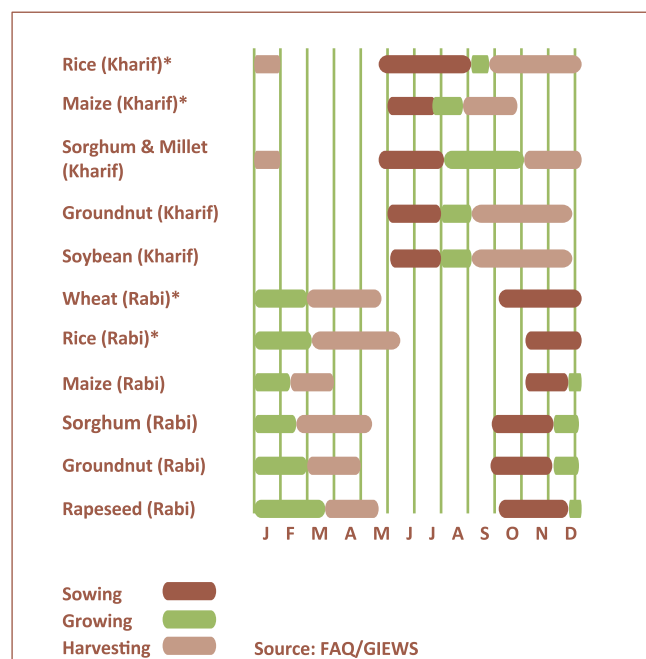 Rice (Kharif)*
Maize (Kharif)*
Sorghum & Millet
(Kharif)
Groundnut (Kharif)
Soybean (Kharif)
Wheat (Rabi)*
Rice (Rabi)*
Maize (Rabi)
Sorghum (Rabi)
Groundnut (Rabi)
Rapeseed (Rabi)
J F M A M J J A S O N D
Sowing
Growing
Harvesting
Source: FAQ/GIEWS